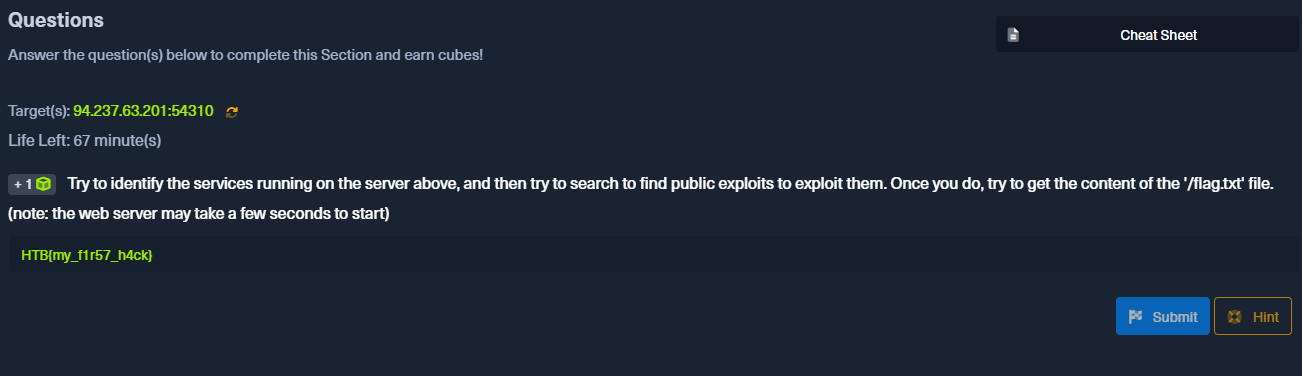 Questions
Cheat Sheet
Answer the question(s) below to complete this Section and earn cubes!
Target(s): 94.237.63.201:54310
Life Left: 67 minute(s)
+ 1 Try to identify the services running on the server above, and then try to search to find public exploits to exploit them. Once you do, try to get the content of the '/flag.txt' file.
(note: the web server may take a few seconds to start)
HTB{my_f1r57_h4ck}
Submit
Hint